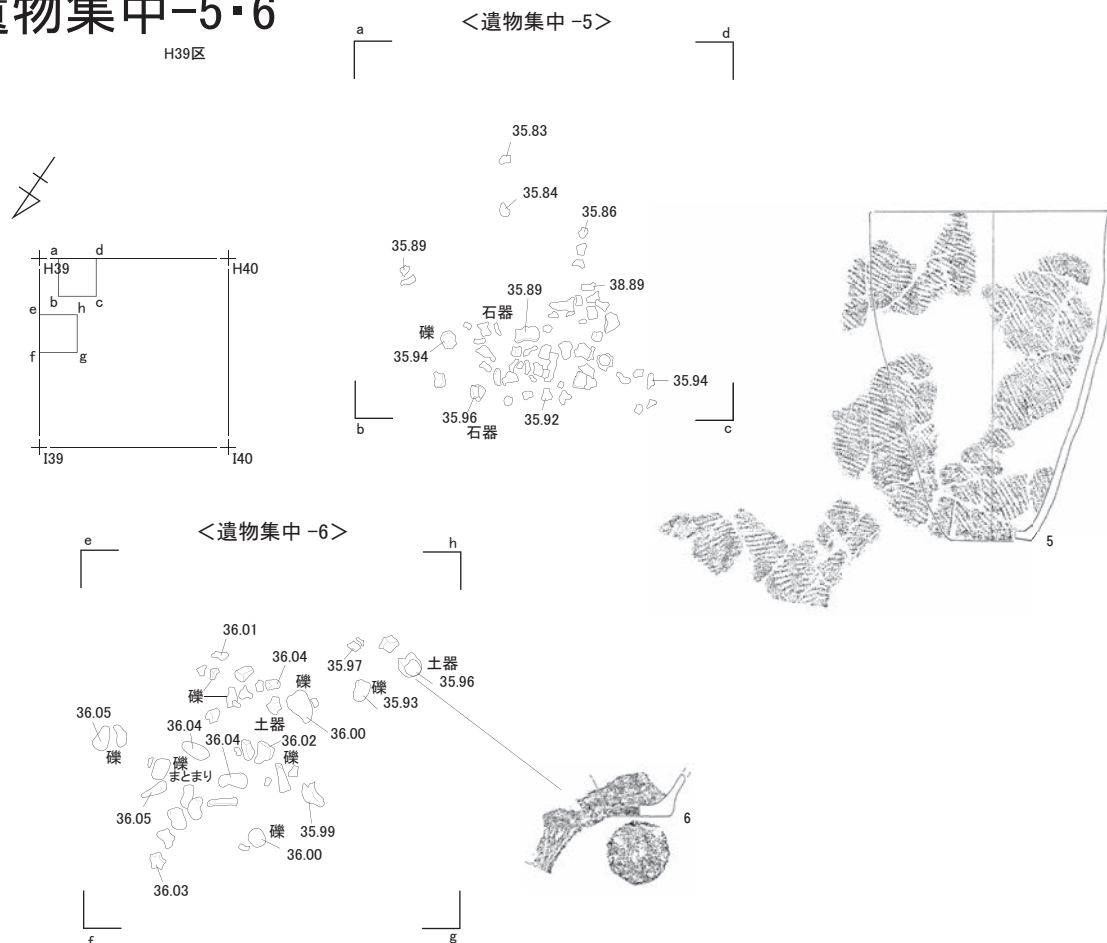 遺物集中-5・6
H39区
＜遺物集中 -5＞
a
d
35.83
35.84
35.86
35.89
38.89
35.89
石器
礫
35.94
35.94
35.96
石器
35.92
b
c
a
d
H39
H40
b
c
e
h
f
g
I39
I40
5
＜遺物集中 -6＞
e
h
36.01
36.04
35.97
土器
35.96
礫
礫
礫
35.93
36.05
36.04
土器
36.00
36.04
36.02
礫
礫
礫
まとまり
36.05
35.99
礫
36.00
36.03
6
f
g